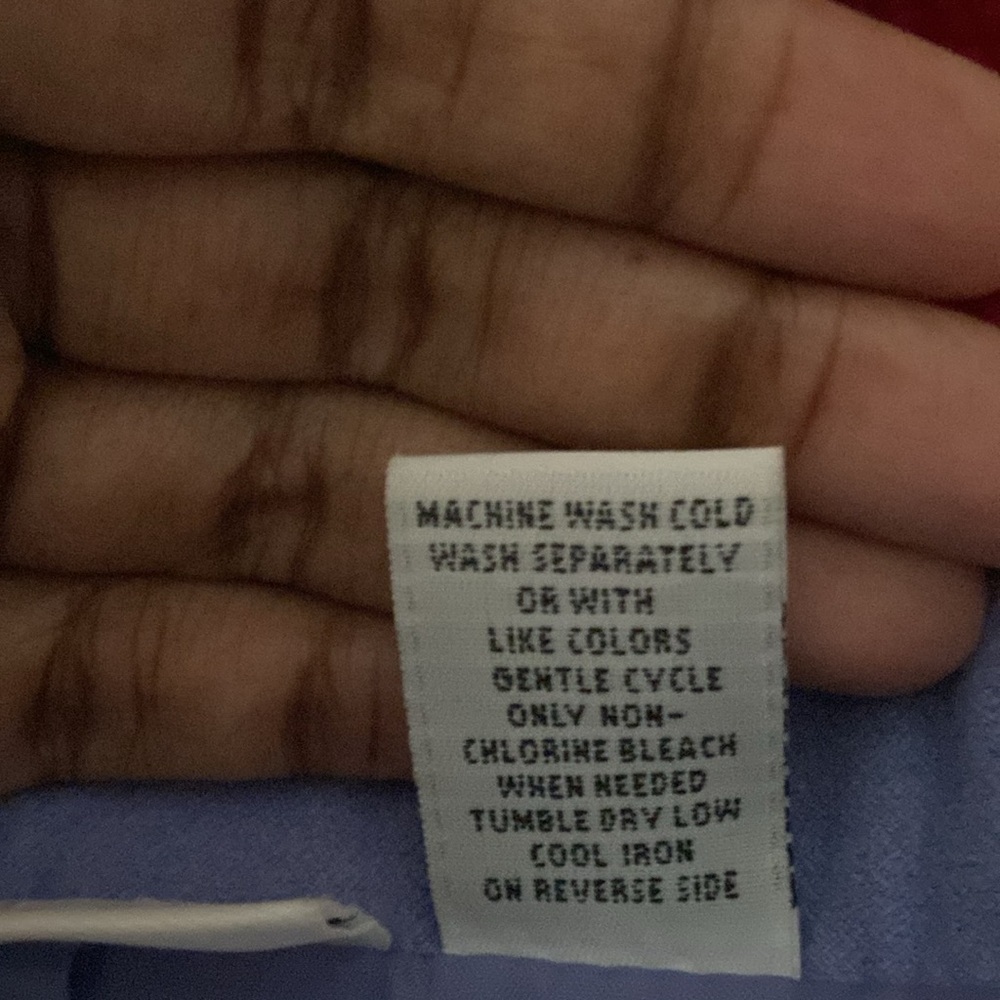 MACHINE WASH COLD
WASH SEPARATELY
OR WITH
LIKE COLORS
GENTLE CYCLE
ONLY NON-
CHLORINE BLEACH
WHEN NEEDED
TUMBLE DRY LOW
COOL IRON
ON REVERSE SIDE